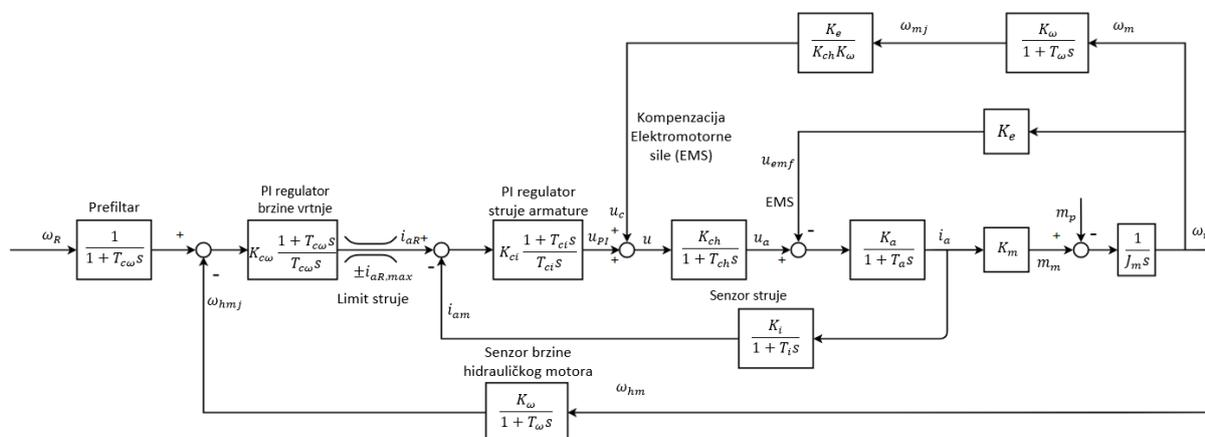 K_e
K_ch K_ω
ω_mj
K_ω
1 + T_ω s
ω_m
Kompenzacija
Elektromotorne
sile (EMS)
K_e
u_emf
EMS
Prefiltar
PI regulator
brzine vrtnje
PI regulator
struje armature
u_c
m_p
ω_R
1
1 + T_cω s
+
-
K_cω
1 + T_cω s
T_cω s
i_aR
+
-
±i_aR,max
Limit struje
K_ci
1 + T_ci s
T_ci s
u_PI
+
+
u
K_ch
1 + T_ch s
u_a
+
-
K_a
1 + T_a s
i_a
K_m
+
m_m
-
1
J_m s
ω_hmj
i_am
Senzor struje
K_i
1 + T_i s
Senzor brzine
hidrauličkog motora
K_ω
1 + T_ω s
ω_hm